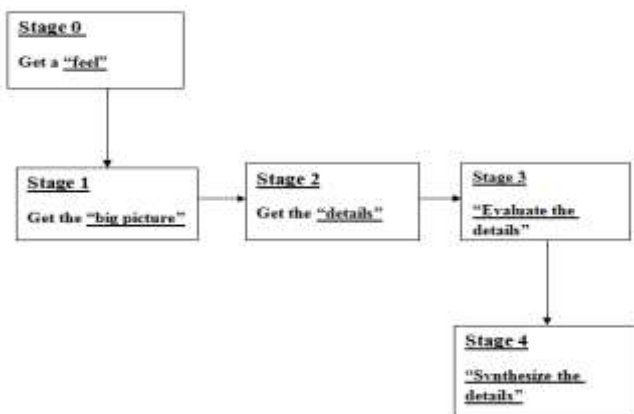 Stage 0
Get a “feel”
Stage 1
Get the “big picture”
Stage 2
Get the “details”
Stage 3
“Evaluate the
details”
Stage 4
“Synthesize the
details”